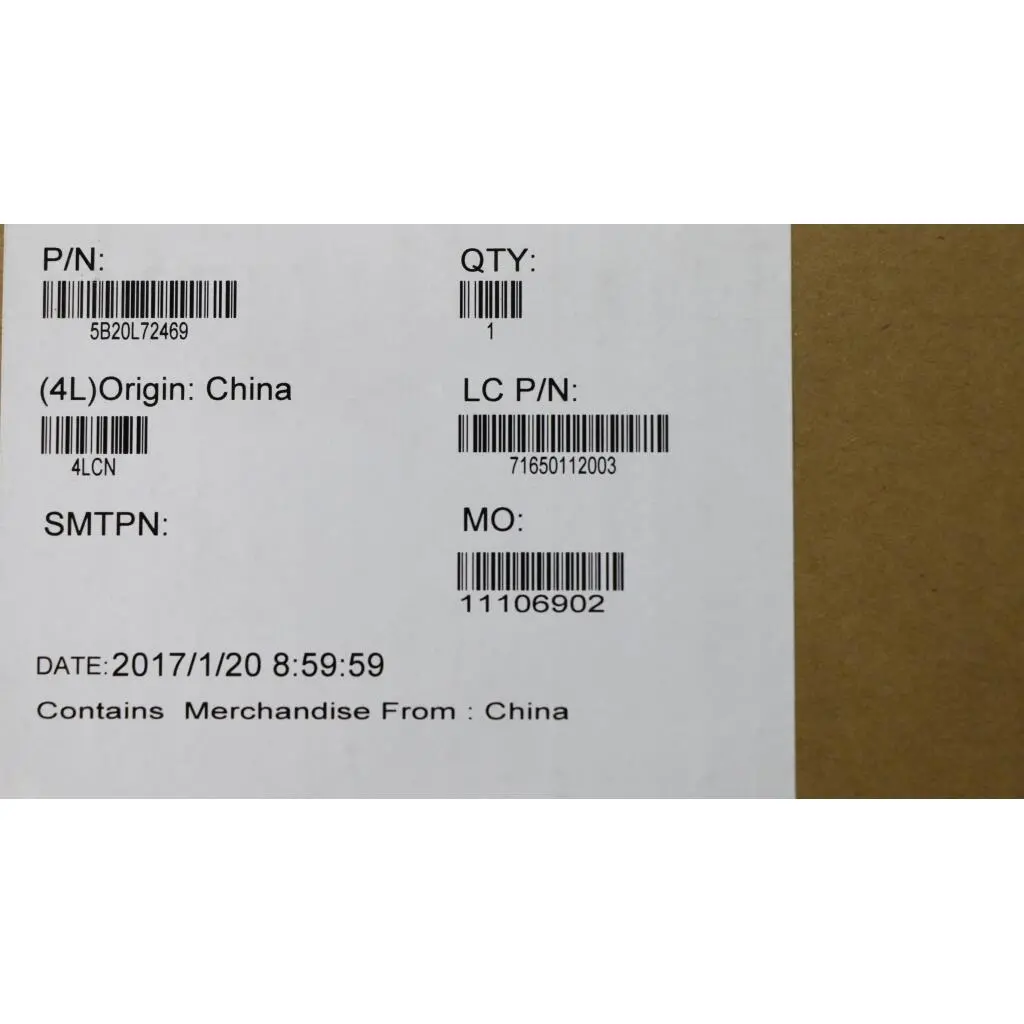 P/N:
5B20L72469
QTY:
1
(4L)Origin: China
4LCN
LC P/N:
71650112003
SMTPN:
MO:
11106902
DATE:2017/1/20 8:59:59
Contains Merchandise From : China